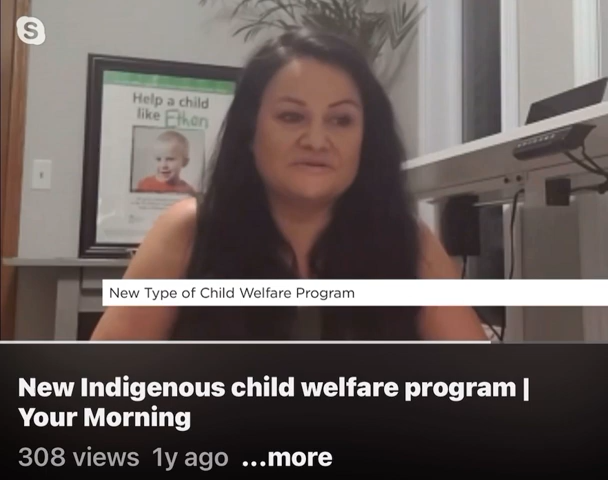 S
Help a child
like Ethan
New Type of Child Welfare Program
New Indigenous child welfare program |
Your Morning
308 views 1y ago ...more